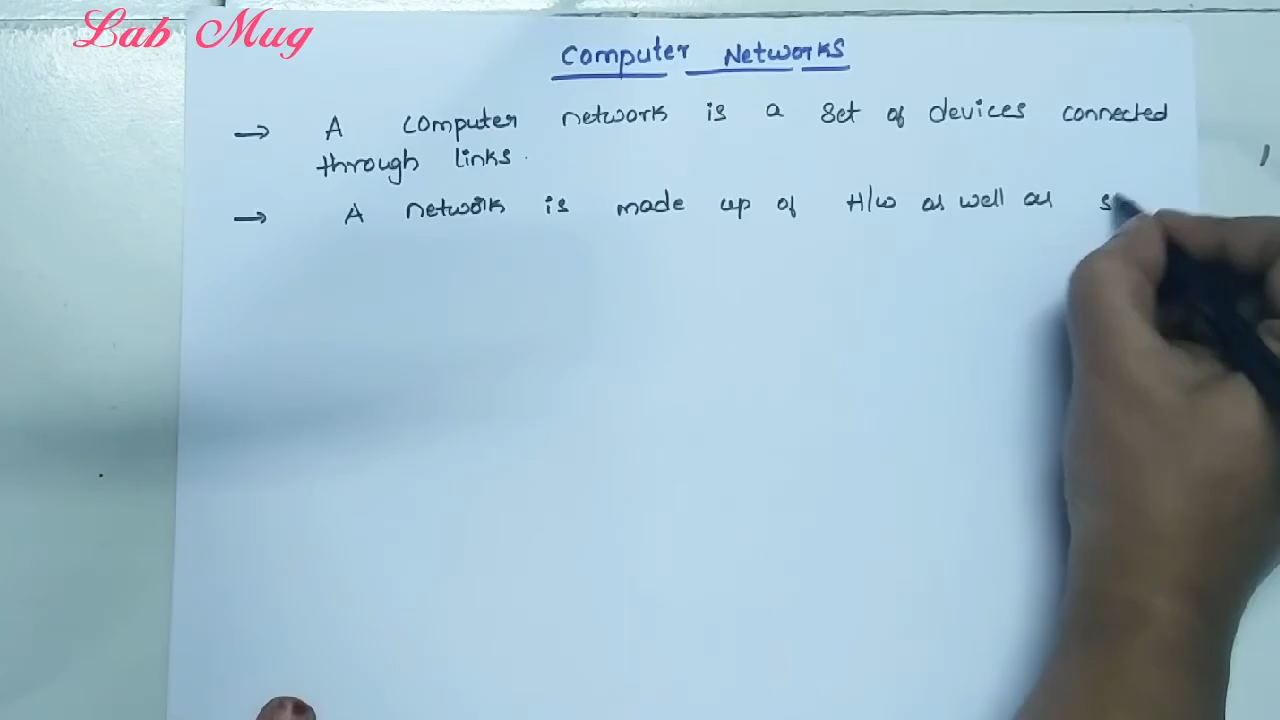 Lab Mug
Computer Networks
→ A computer network is a set of devices connected
through links.
→ A network is made up of H/w as well as s